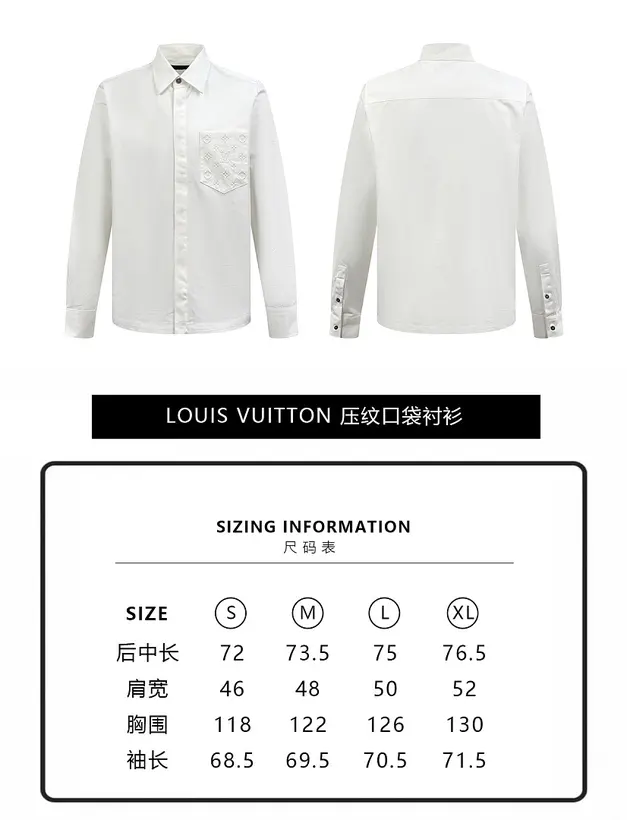 LOUIS VUITTON 压纹口袋衬衫
SIZING INFORMATION
尺码表
SIZE S M L XL
后中长 72 73.5 75 76.5
肩宽 46 48 50 52
胸围 118 122 126 130
袖长 68.5 69.5 70.5 71.5